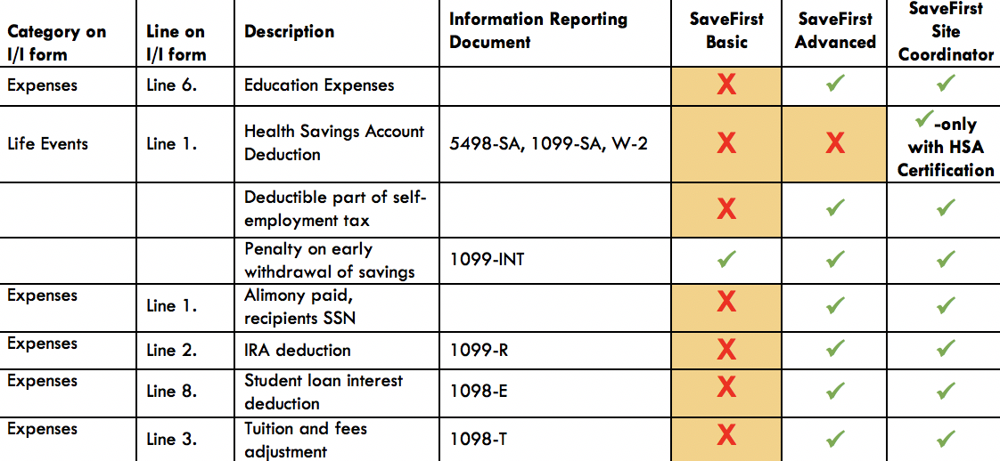 Category on I/I form | Line on I/I form | Description | Information Reporting Document | SaveFirst Basic | SaveFirst Advanced | SaveFirst Site Coordinator
Expenses | Line 6. | Education Expenses | | X | ✓ | ✓
Life Events | Line 1. | Health Savings Account Deduction | 5498-SA, 1099-SA, W-2 | X | X | ✓-only with HSA Certification
| | Deductible part of self-employment tax | | X | ✓ | ✓
| | Penalty on early withdrawal of savings | 1099-INT | ✓ | ✓ | ✓
Expenses | Line 1. | Alimony paid, recipients SSN | | X | ✓ | ✓
Expenses | Line 2. | IRA deduction | 1099-R | X | ✓ | ✓
Expenses | Line 8. | Student loan interest deduction | 1098-E | X | ✓ | ✓
Expenses | Line 3. | Tuition and fees adjustment | 1098-T | X | ✓ | ✓